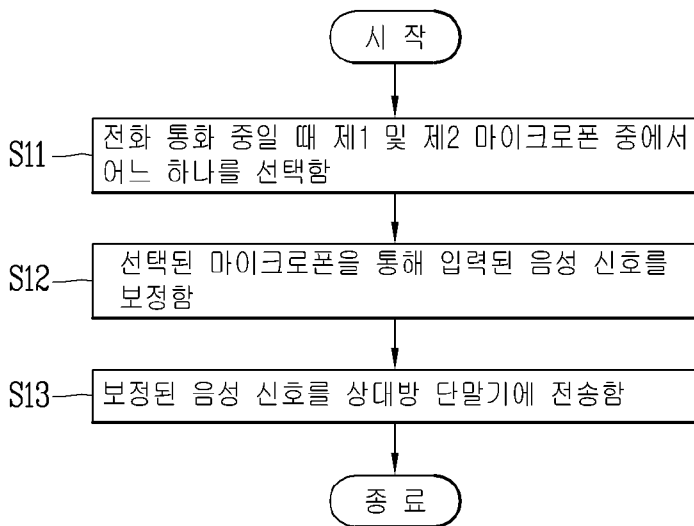 시 작
S11
전화 통화 중일 때 제1 및 제2 마이크로폰 중에서
어느 하나를 선택함
S12
선택된 마이크로폰을 통해 입력된 음성 신호를
보정함
S13
보정된 음성 신호를 상대방 단말기에 전송함
종 료